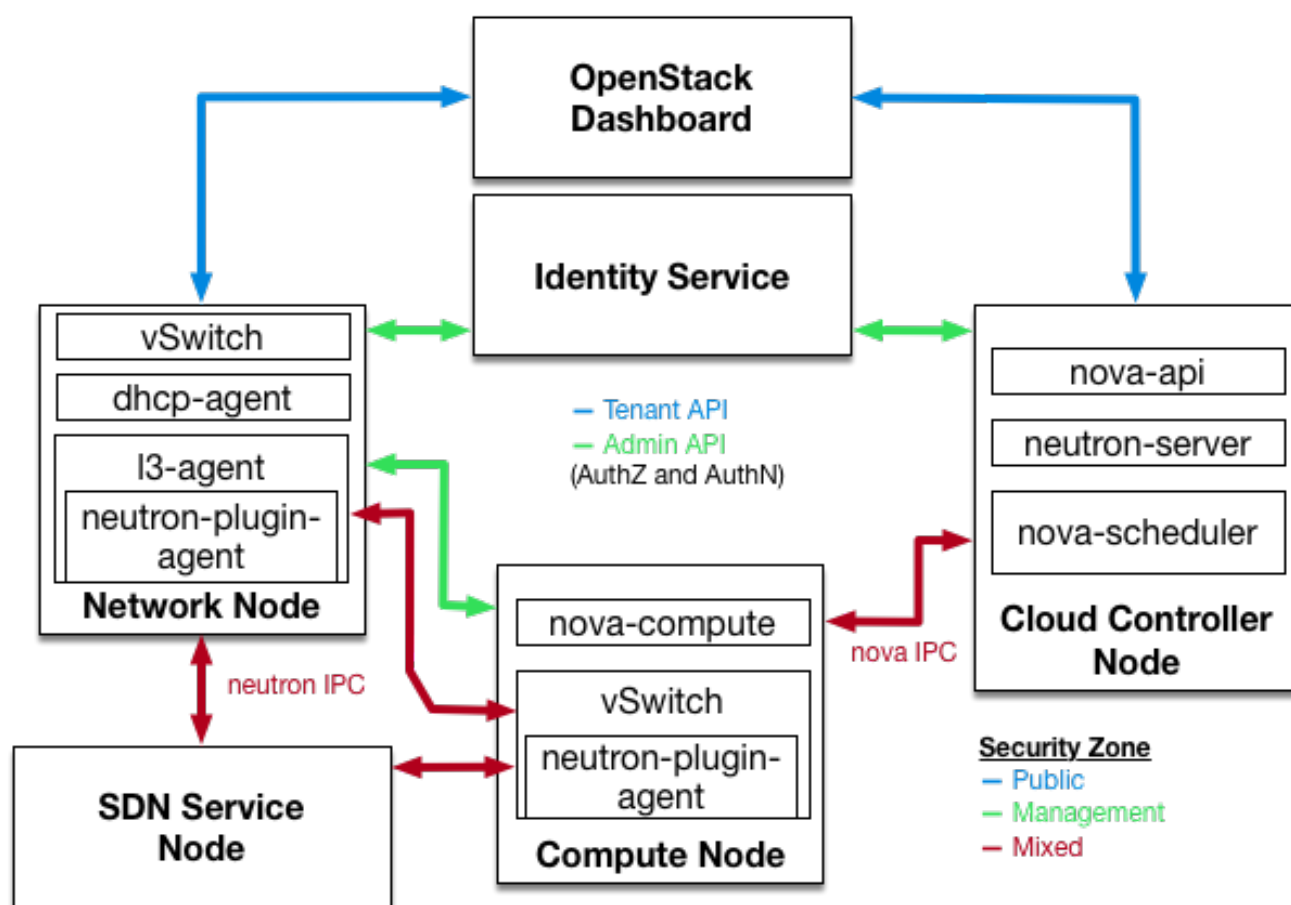 OpenStack
Dashboard
Identity Service
vSwitch
dhcp-agent
l3-agent
neutron-plugin-
agent
Network Node
Tenant API
Admin API
(AuthZ and AuthN)
nova-api
neutron-server
nova-scheduler
Cloud Controller
Node
nova-compute
vSwitch
neutron-plugin-
agent
Compute Node
nova IPC
neutron IPC
SDN Service
Node
Security Zone
Public
Management
Mixed